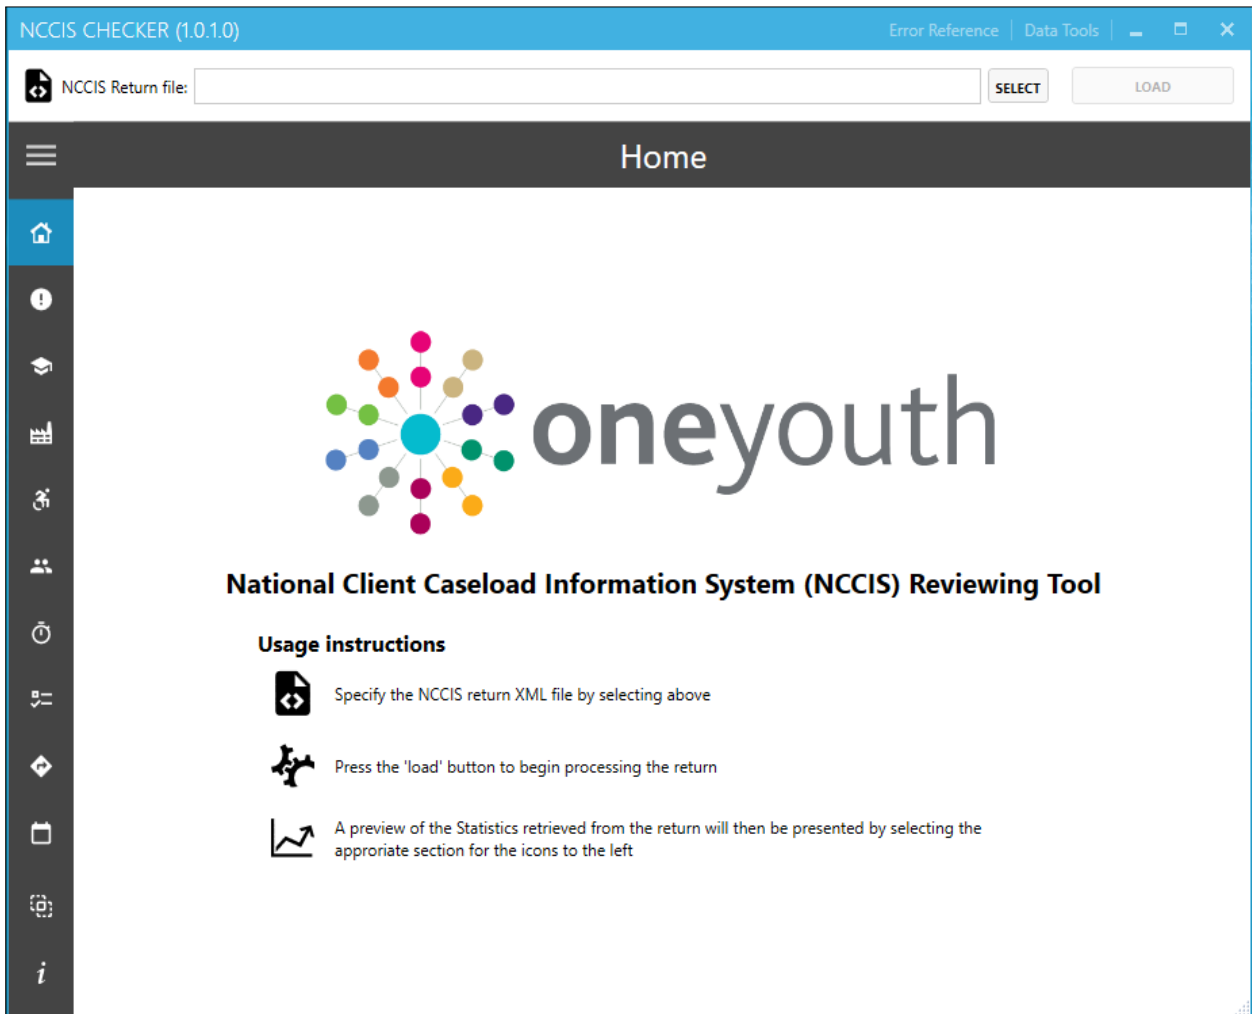 NCCIS CHECKER (1.0.1.0)
Error Reference
Data Tools
NCCIS Return file:
SELECT
LOAD
Home
oneyouth
National Client Caseload Information System (NCCIS) Reviewing Tool
Usage instructions
Specify the NCCIS return XML file by selecting above
Press the 'load' button to begin processing the return
A preview of the Statistics retrieved from the return will then be presented by selecting the
approriate section for the icons to the left